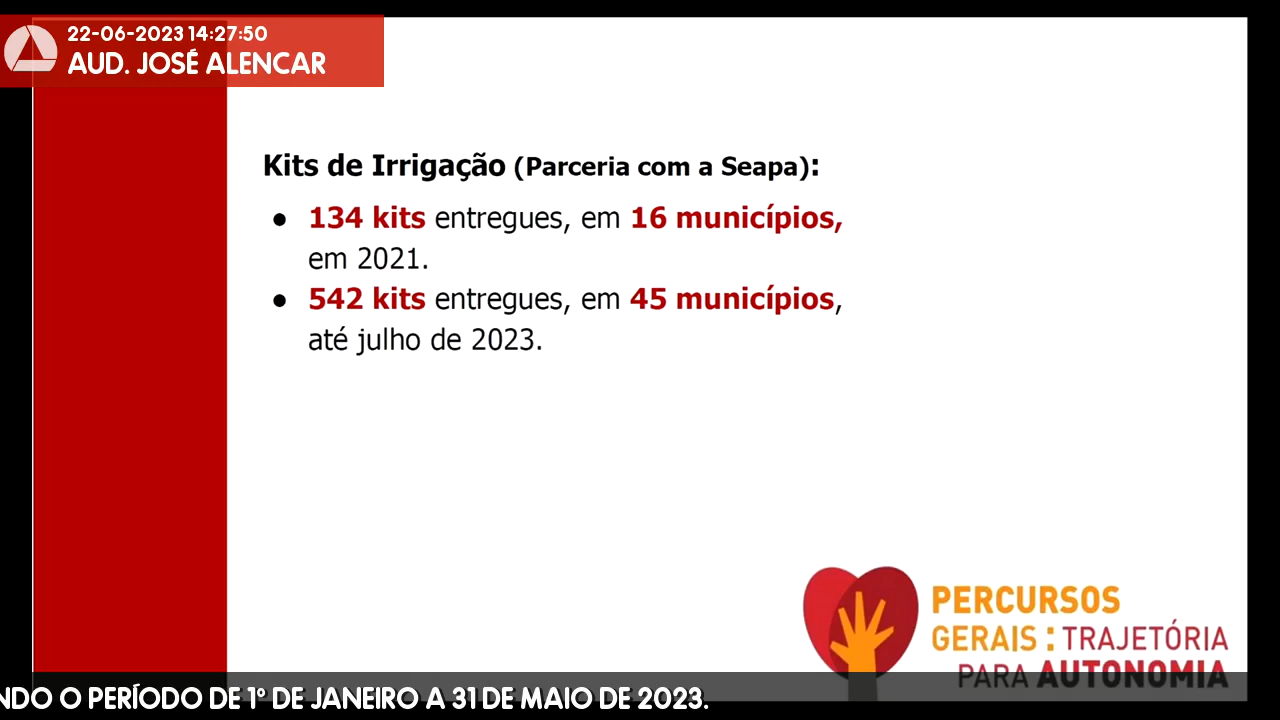 22-06-2023 14:27:50
AUD. JOSÉ ALENCAR
Kits de Irrigação (Parceria com a Seapa):
● 134 kits entregues, em 16 municípios,
em 2021.
● 542 kits entregues, em 45 municípios,
até julho de 2023.
PERCURSOS
GERAIS : TRAJETÓRIA
PARA AUTONOMIA
NDO O PERÍODO DE 1º DE JANEIRO A 31 DE MAIO DE 2023.